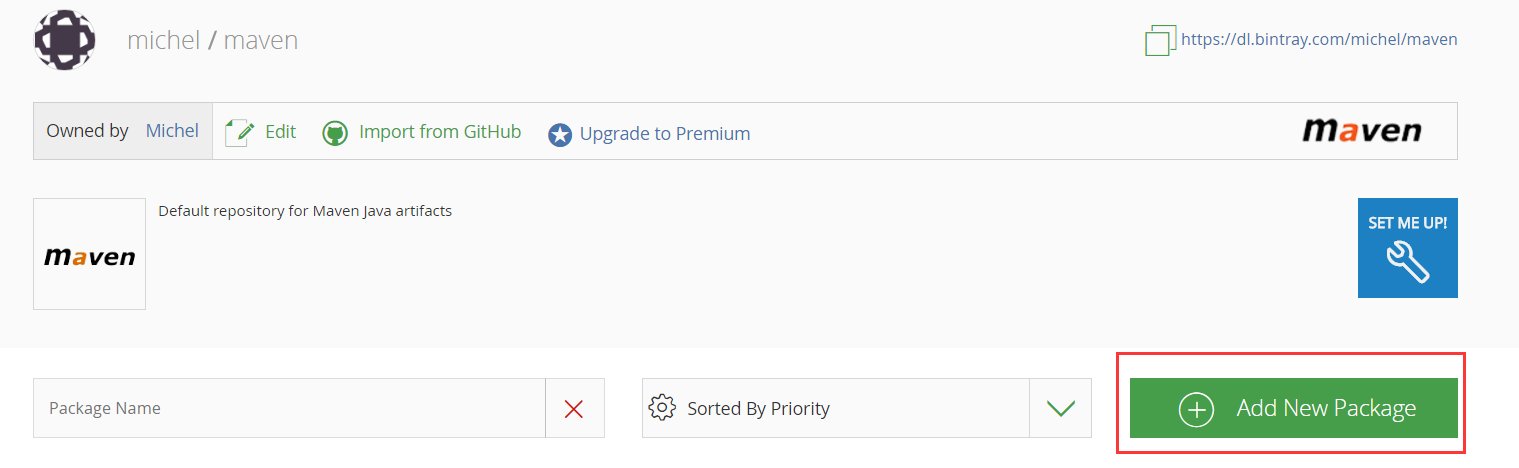 michel / maven
https://dl.bintray.com/michel/maven
Owned by Michel Edit Import from GitHub Upgrade to Premium maven
Default repository for Maven Java artifacts
maven
SET ME UP!
Package Name
Sorted By Priority
Add New Package